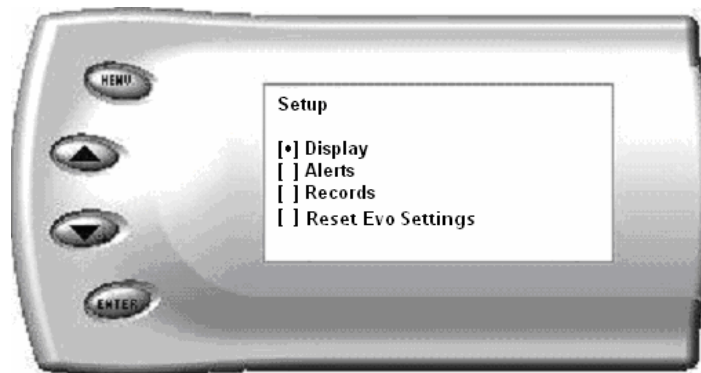 MENU
Setup
[•] Display
[ ] Alerts
[ ] Records
[ ] Reset Evo Settings
ENTER